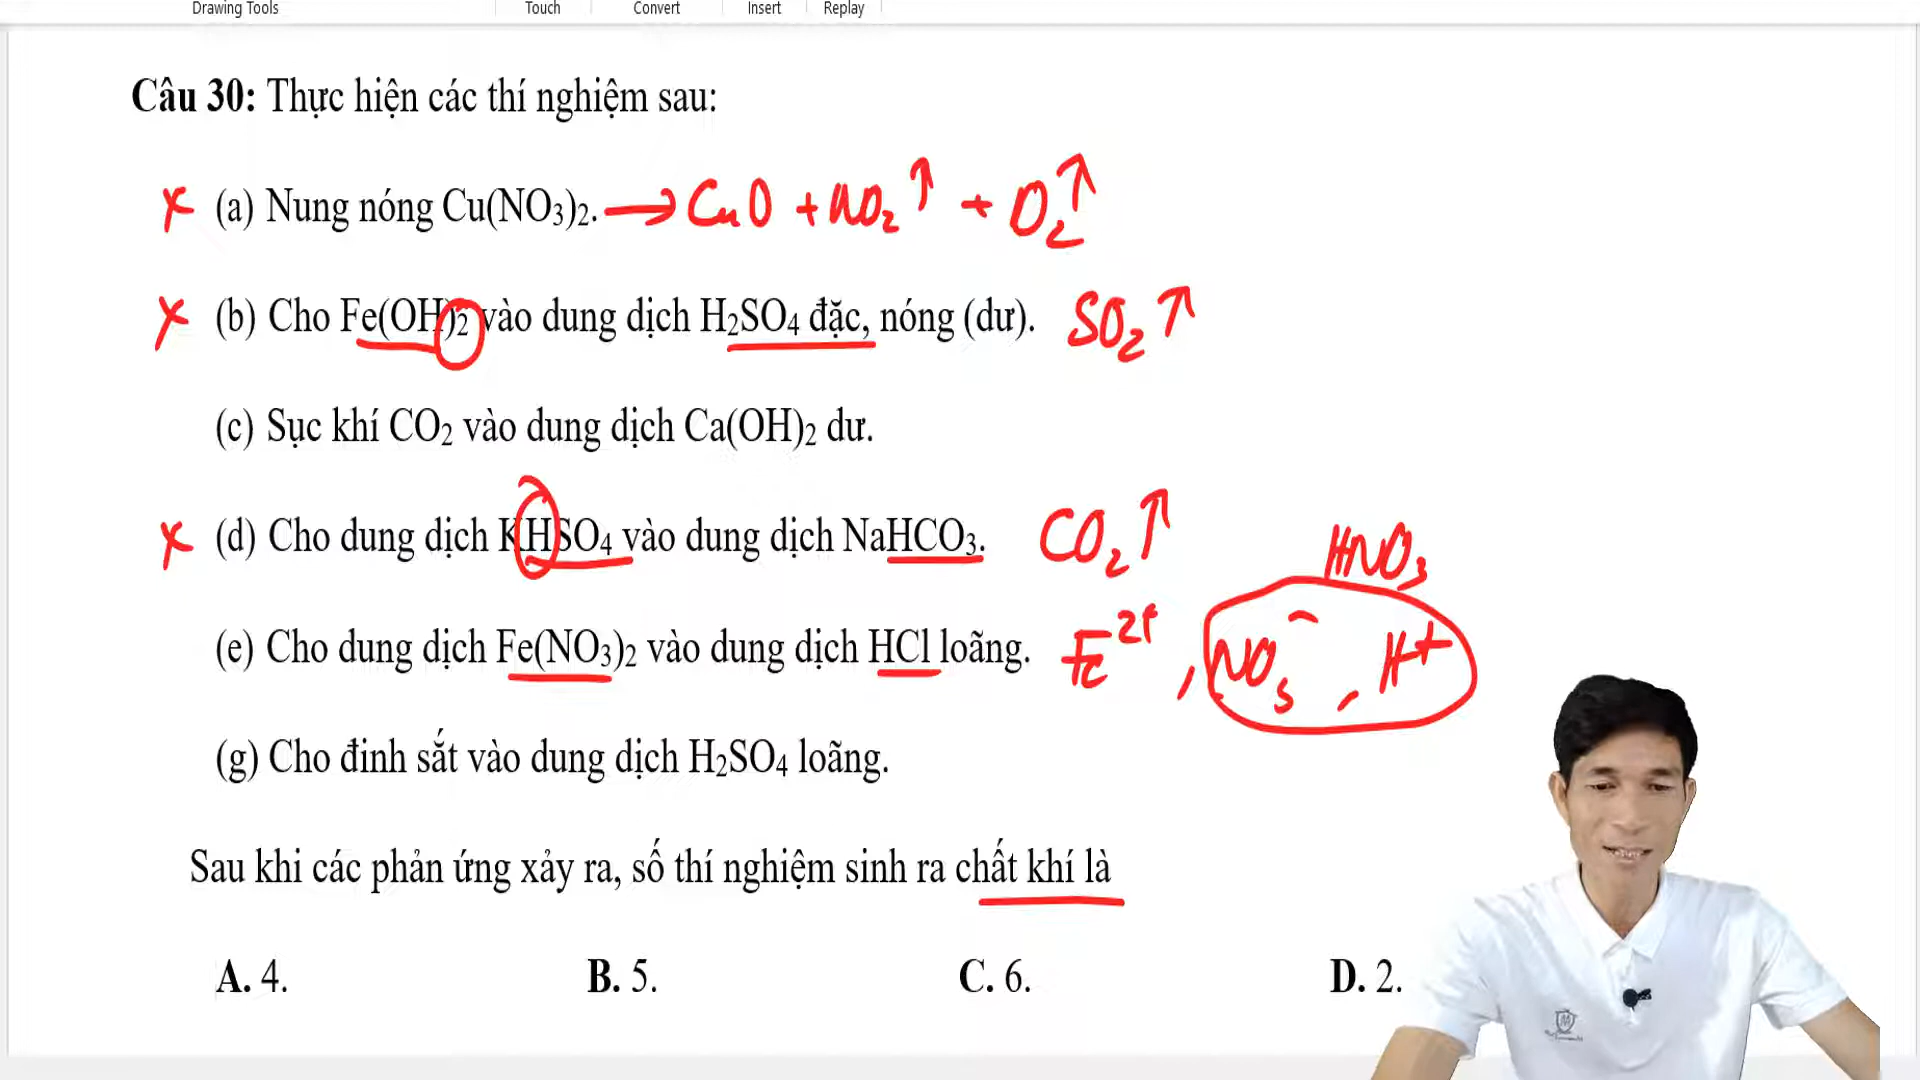 Drawing Tools Touch Convert Insert Replay
Câu 30: Thực hiện các thí nghiệm sau:
x (a) Nung nóng Cu(NO3)2. → CuO + NO2↑ + O2↑
x (b) Cho Fe(OH)2 vào dung dịch H2SO4 đặc, nóng (dư). SO2↑
(c) Sục khí CO2 vào dung dịch Ca(OH)2 dư.
x (d) Cho dung dịch KHSO4 vào dung dịch NaHCO3. CO2↑
HNO3
(e) Cho dung dịch Fe(NO3)2 vào dung dịch HCl loãng. Fe2+, NO3-, H+
(g) Cho đinh sắt vào dung dịch H2SO4 loãng.
Sau khi các phản ứng xảy ra, số thí nghiệm sinh ra chất khí là
A. 4. B. 5. C. 6. D. 2.